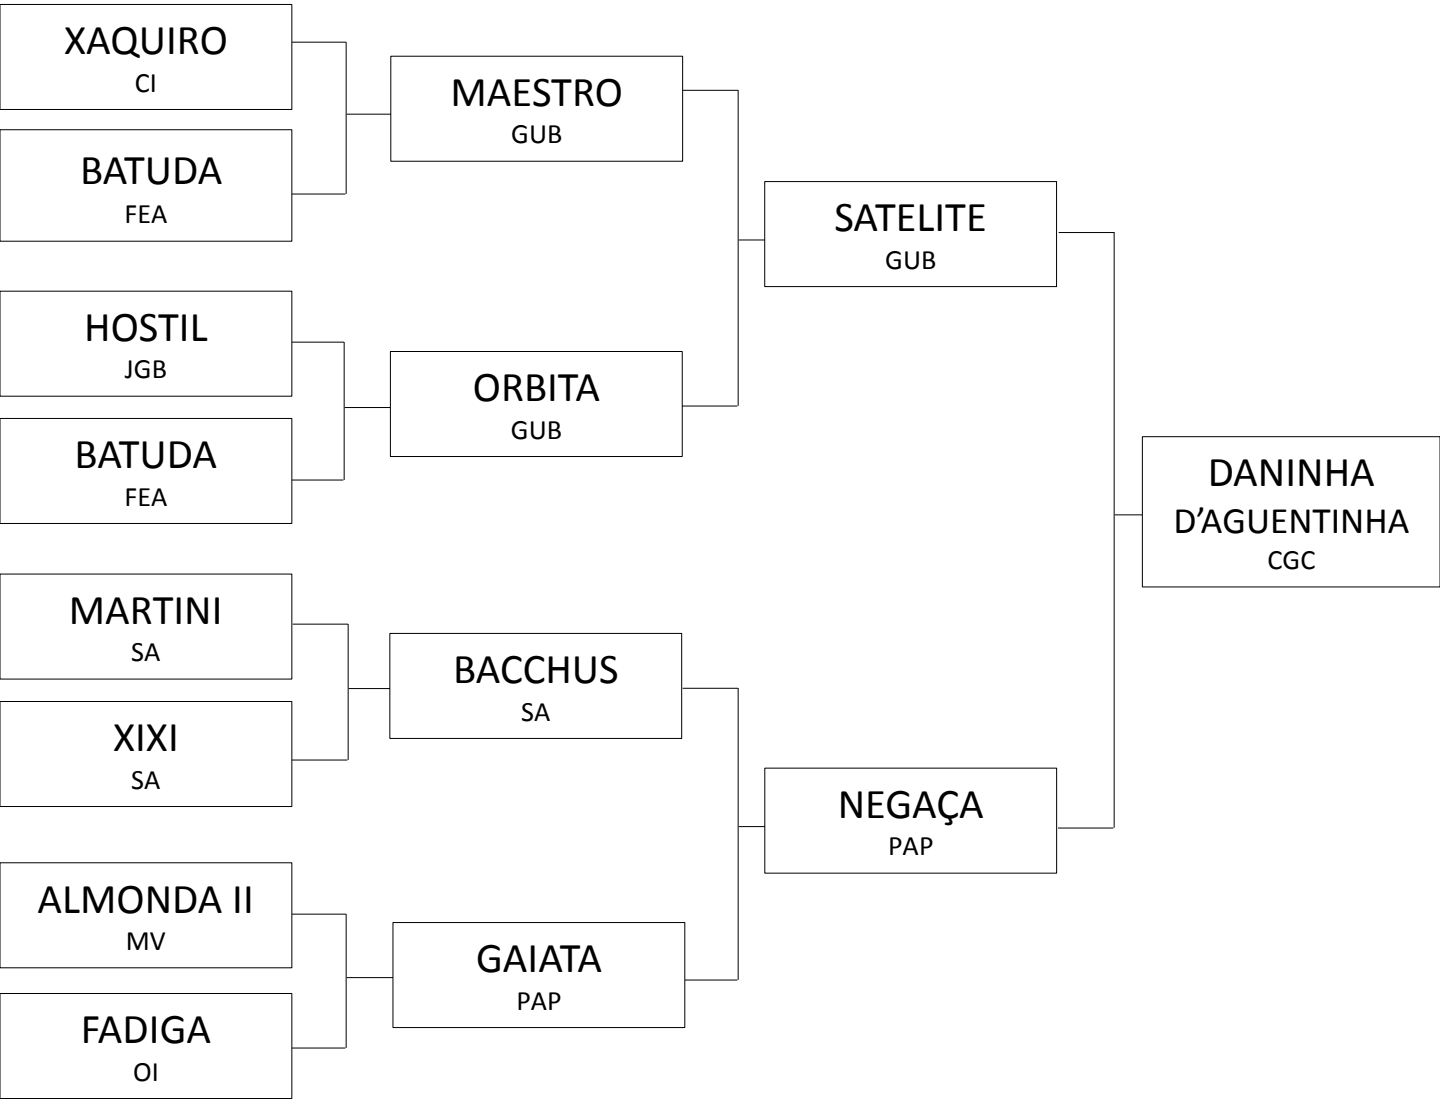 XAQUIRO
CI
BATUDA
FEA
HOSTIL
JGB
BATUDA
FEA
MARTINI
SA
XIXI
SA
ALMONDA II
MV
FADIGA
OI
MAESTRO
GUB
ORBITA
GUB
BACCHUS
SA
GAIATA
PAP
SATELITE
GUB
NEGAÇA
PAP
DANINHA
D’AGUENTINHA
CGC